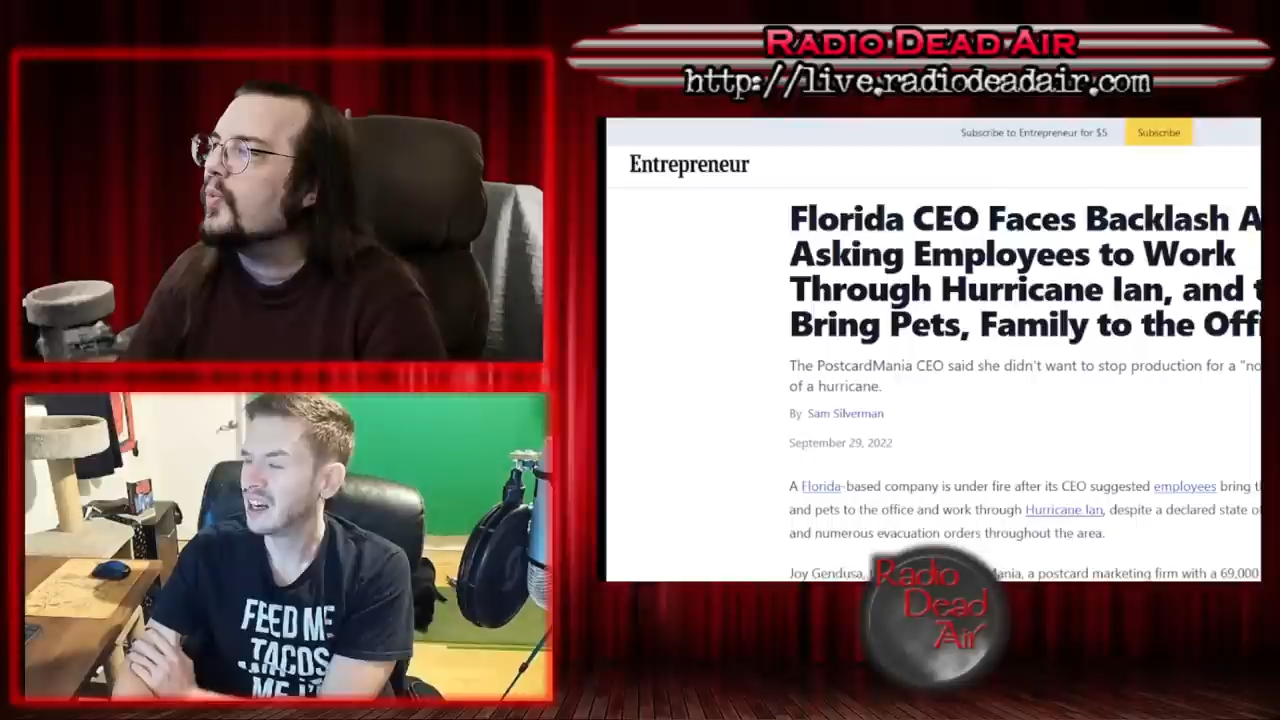 RADIO DEAD AIR
http://live.radiodeadair.com
Subscribe to Entrepreneur for $5 Subscribe
Entrepreneur
Florida CEO Faces Backlash A
Asking Employees to Work
Through Hurricane Ian, and
Bring Pets, Family to the Offi
The PostcardMania CEO said she didn't want to stop production for a "no
of a hurricane.
By Sam Silverman
September 29, 2022
A Florida-based company is under fire after its CEO suggested employees bring
and pets to the office and work through Hurricane Ian, despite a declared state
and numerous evacuation orders throughout the area.
Joy Gendusa, a postcard marketing firm with a 69,000
Radio
Dead
Air
FEED ME
TACOS
ME